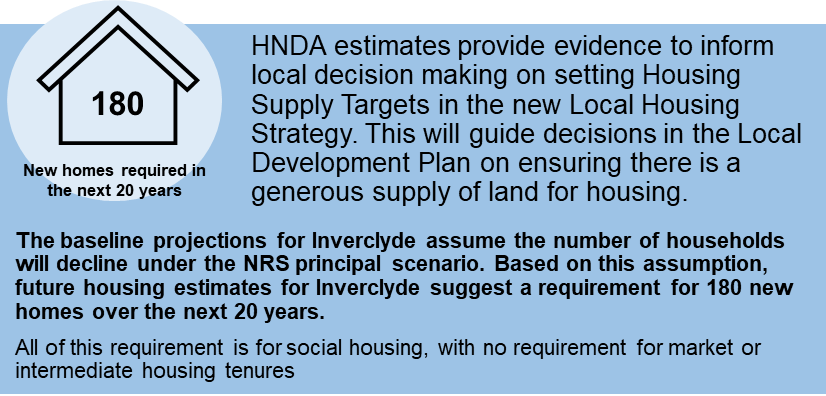 180
New homes required in
the next 20 years
HNDA estimates provide evidence to inform
local decision making on setting Housing
Supply Targets in the new Local Housing
Strategy. This will guide decisions in the Local
Development Plan on ensuring there is a
generous supply of land for housing.
The baseline projections for Inverclyde assume the number of households
will decline under the NRS principal scenario. Based on this assumption,
future housing estimates for Inverclyde suggest a requirement for 180 new
homes over the next 20 years.
All of this requirement is for social housing, with no requirement for market or
intermediate housing tenures